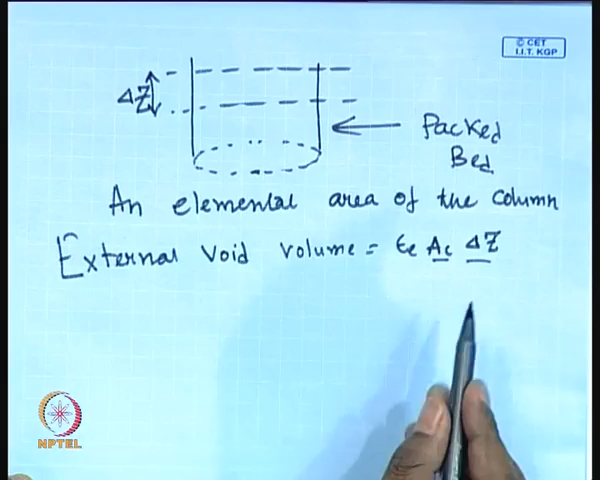 © CET
I.I.T. KGP
ΔZ
Packed
Bed
An elemental area of the column
External void volume = εe Ac ΔZ
NPTEL